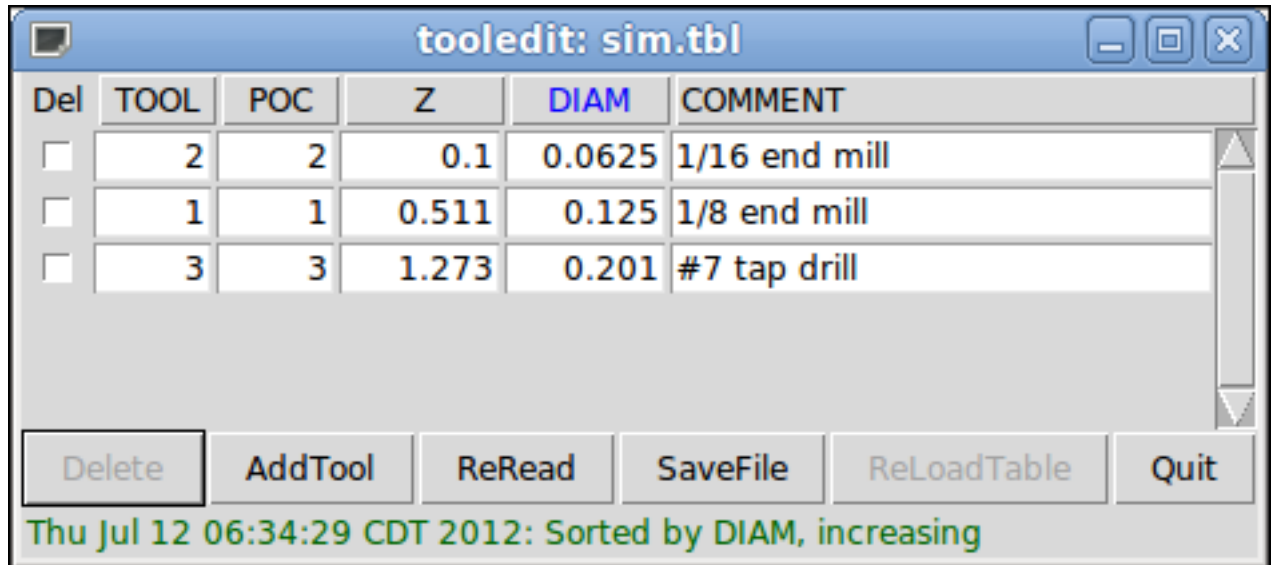 tooledit: sim.tbl
Del TOOL POC Z DIAM COMMENT
2 2 0.1 0.0625 1/16 end mill
1 1 0.511 0.125 1/8 end mill
3 3 1.273 0.201 #7 tap drill
Delete AddTool ReRead SaveFile ReLoadTable Quit
Thu Jul 12 06:34:29 CDT 2012: Sorted by DIAM, increasing